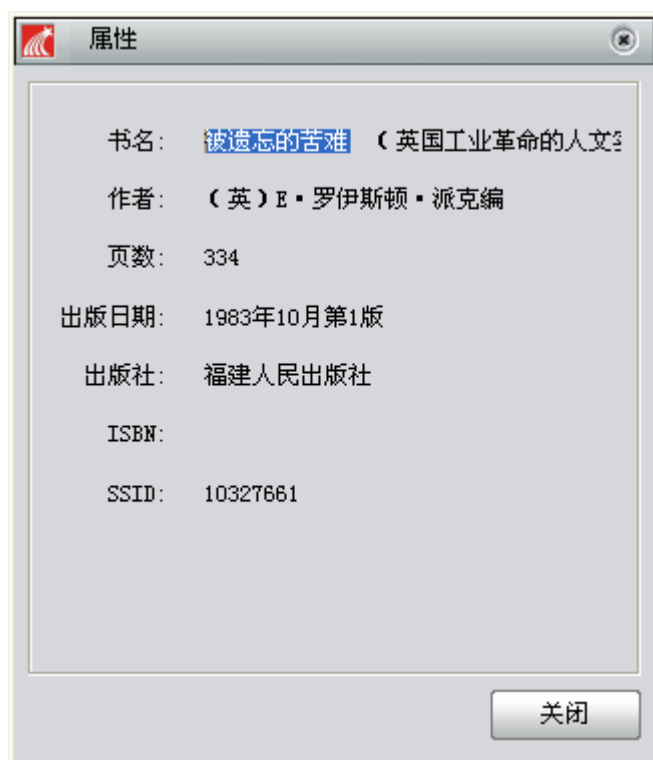 属性
书名: 被遗忘的苦难 (英国工业革命的人文
作者: (英)E·罗伊斯顿·派克编
页数: 334
出版日期: 1983年10月第1版
出版社: 福建人民出版社
ISBN:
SSID: 10327661
关闭